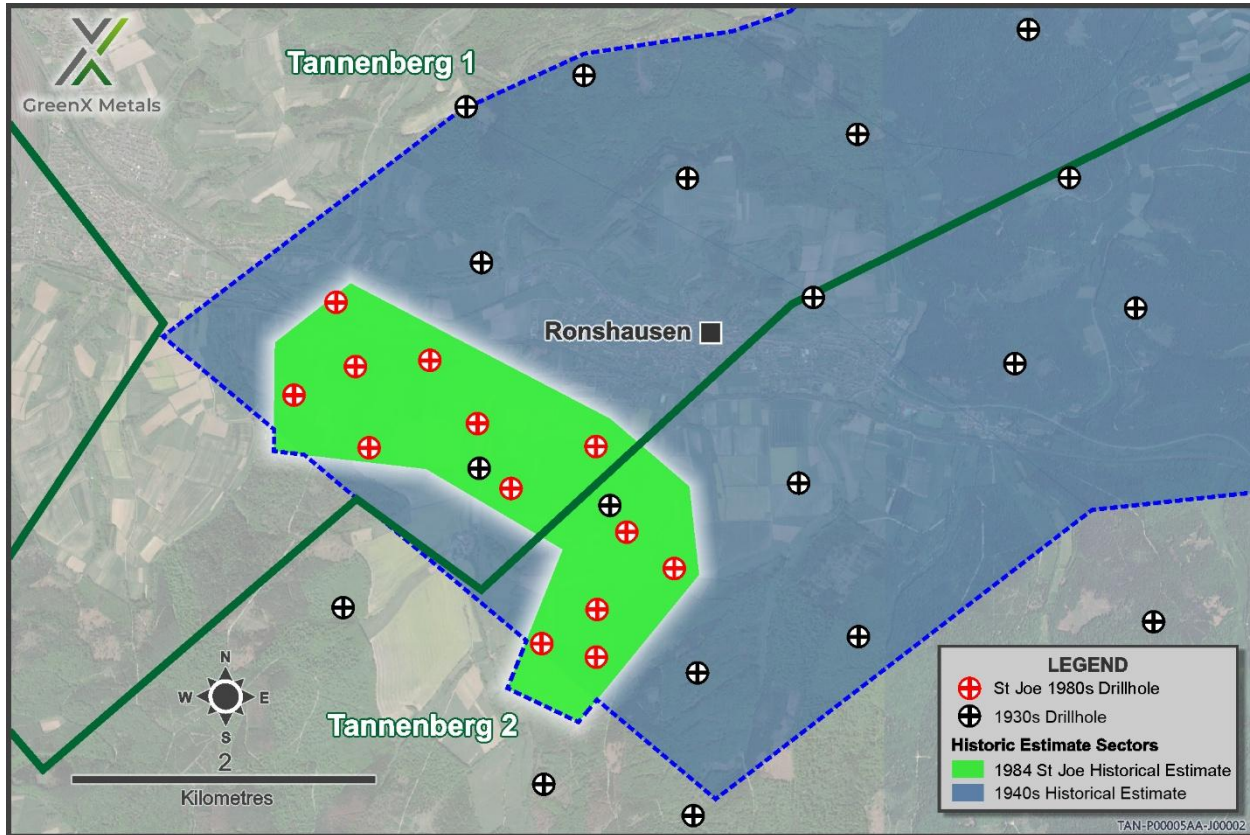 GreenX Metals
Tannenberg 1
Ronshausen
Tannenberg 2
N
W E
S
2
Kilometres
LEGEND
St Joe 1980s Drillhole
1930s Drillhole
Historic Estimate Sectors
1984 St Joe Historical Estimate
1940s Historical Estimate
TAN-P00005AA-J00002